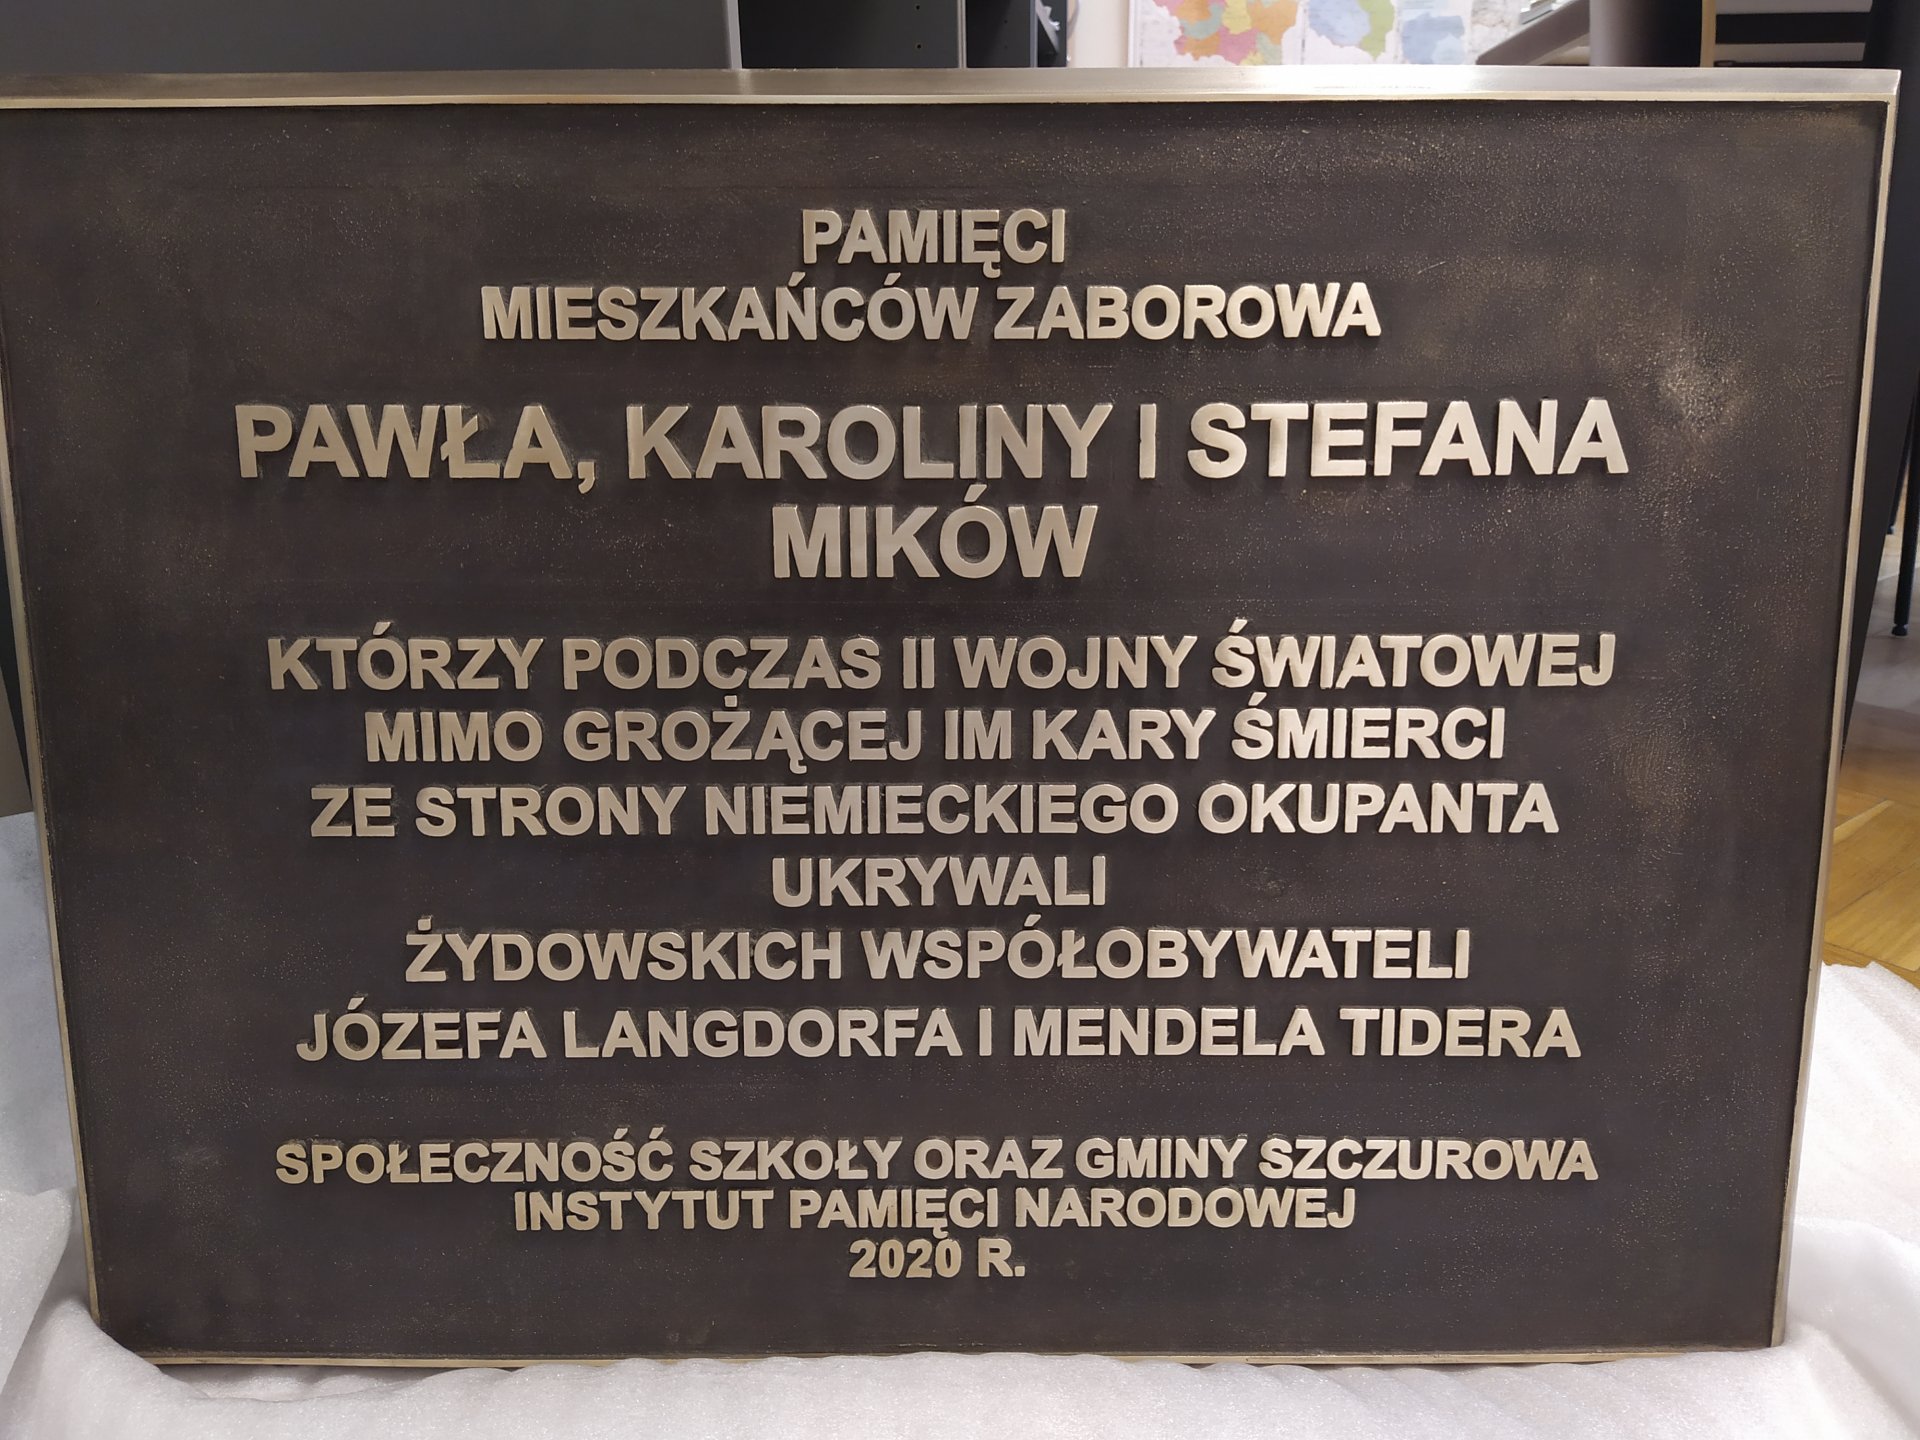 PAMIĘCI
MIESZKAŃCÓW ZABOROWA
PAWŁA, KAROLINY I STEFANA
MIKÓW
KTÓRZY PODCZAS II WOJNY ŚWIATOWEJ
MIMO GROŻĄCEJ IM KARY ŚMIERCI
ZE STRONY NIEMIECKIEGO OKUPANTA
UKRYWALI
ŻYDOWSKICH WSPÓŁOBYWATELI
JÓZEFA LANGDORFA I MENDELA TIDERA
SPOŁECZNOŚĆ SZKOŁY ORAZ GMINY SZCZUROWA
INSTYTUT PAMIĘCI NARODOWEJ
2020 R.